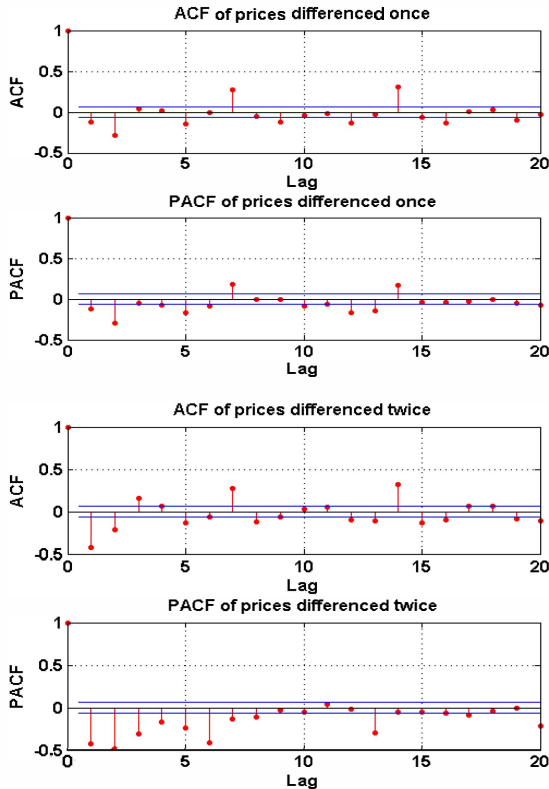 ACF of prices differenced once
1
0.5
0
-0.5
ACF
0 5 10 15 20
Lag
PACF of prices differenced once
1
0.5
0
-0.5
PACF
0 5 10 15 20
Lag
ACF of prices differenced twice
1
0.5
0
-0.5
ACF
0 5 10 15 20
Lag
PACF of prices differenced twice
1
0.5
0
-0.5
PACF
0 5 10 15 20
Lag